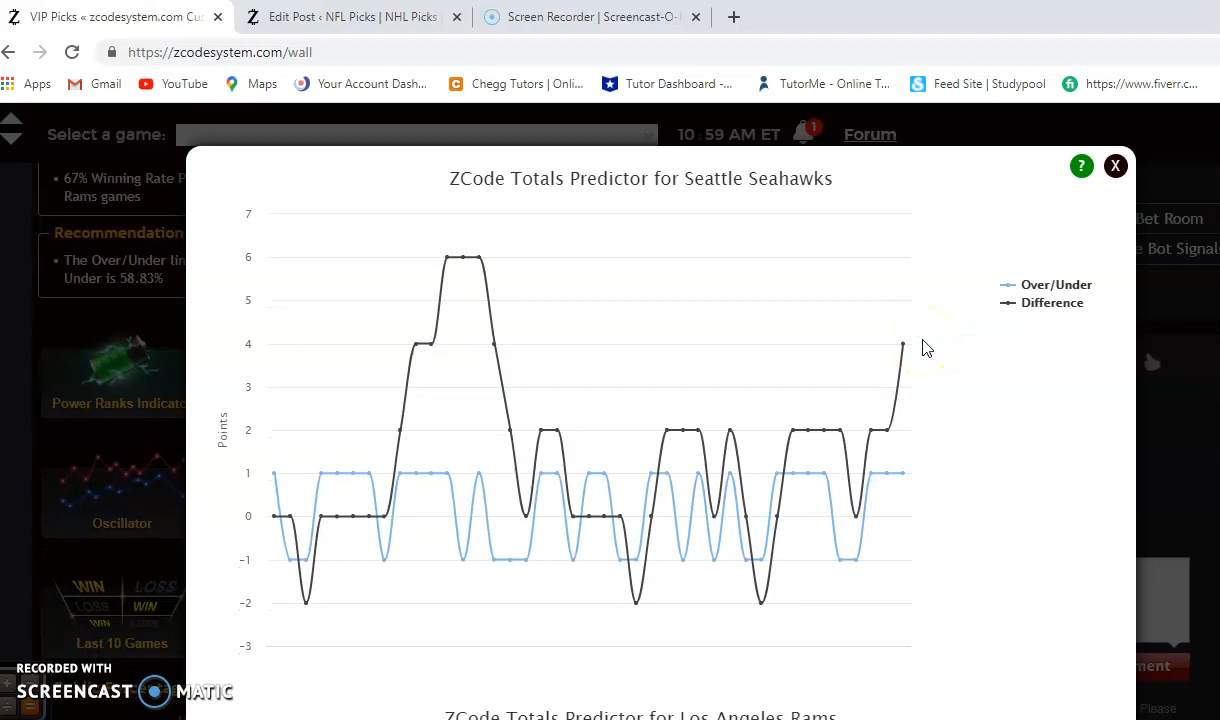 VIP Picks « zcodesystem.com Cus
Edit Post ‹ NFL Picks | NHL Picks
Screen Recorder | Screencast-O-
https://zcodesystem.com/wall
Apps
Gmail
YouTube
Maps
Your Account Dash...
Chegg Tutors | Onli...
Tutor Dashboard -...
TutorMe - Online T...
Feed Site | Studypool
https://www.fiverr.c...
Select a game:
10:59 AM ET
1
Forum
67% Winning Rate P
Rams games
Recommendation
The Over/Under lin
Under is 58.83%
Power Ranks Indicato
Oscillator
WIN LOSS
LOSS WIN
WIN LOSS
Last 10 Games
RECORDED WITH
SCREENCAST MATIC
ZCode Totals Predictor for Seattle Seahawks
?
X
7
6
5
4
3
2
1
0
-1
-2
-3
Points
Over/Under
Difference
Bet Room
e Bot Signals
ment
Please
ZCode Totals Predictor for Los Angeles Rams